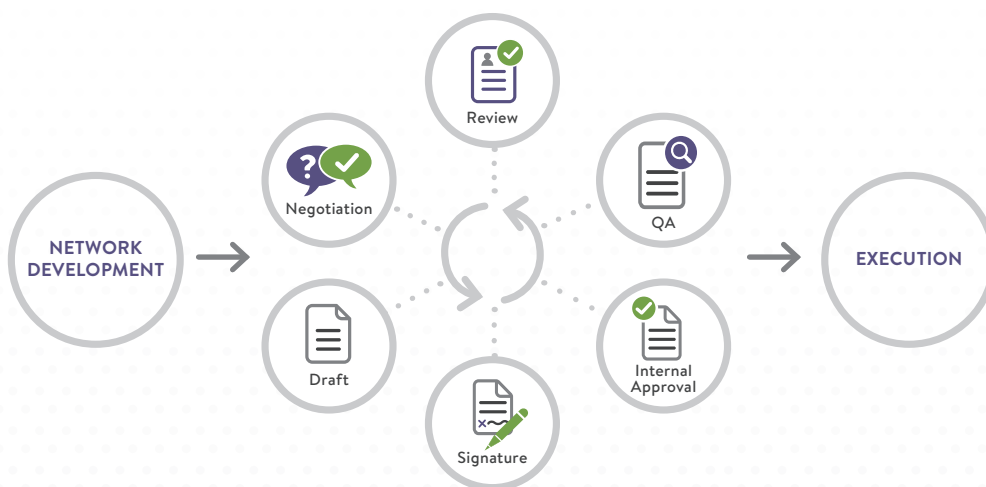 Review
?
Negotiation
QA
NETWORK
DEVELOPMENT
EXECUTION
Draft
Internal
Approval
x
Signature